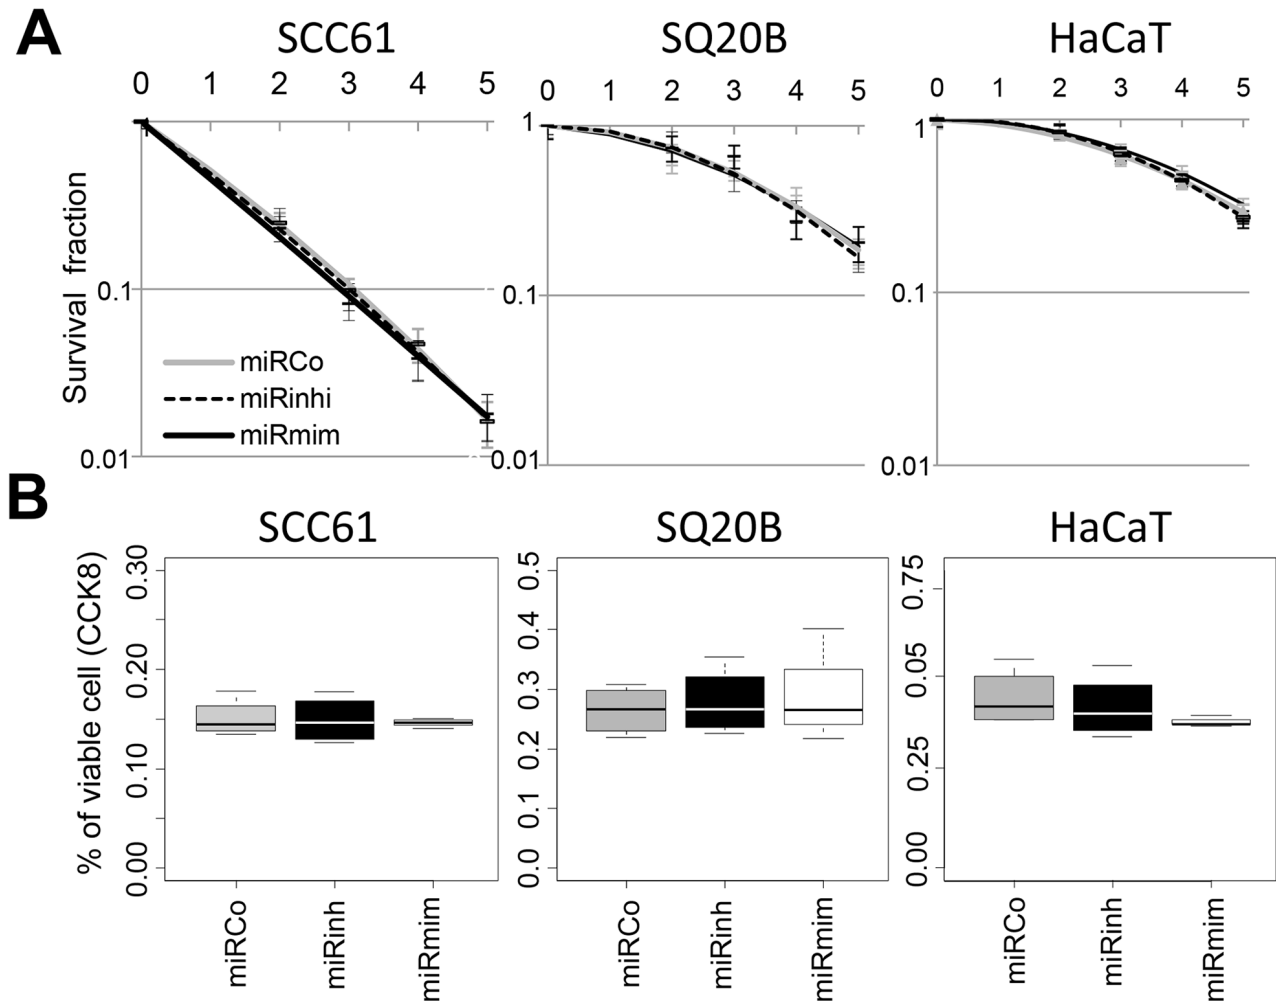 A
SCC61 SQ20B HaCaT
0 1 2 3 4 5
0 1 2 3 4 5
0 1 2 3 4 5
Survival fraction
0.1
0.01
1
0.1
0.01
1
0.1
0.01
miRCo
miRinhi
miRmim
B
SCC61 SQ20B HaCaT
% of viable cell (CCK8)
0.30
0.20
0.10
0.00
0.5
0.4
0.3
0.2
0.1
0.0
0.75
0.05
0.25
0.00
miRCo miRinh miRmim
miRCo miRinh miRmim
miRCo miRinh miRmim